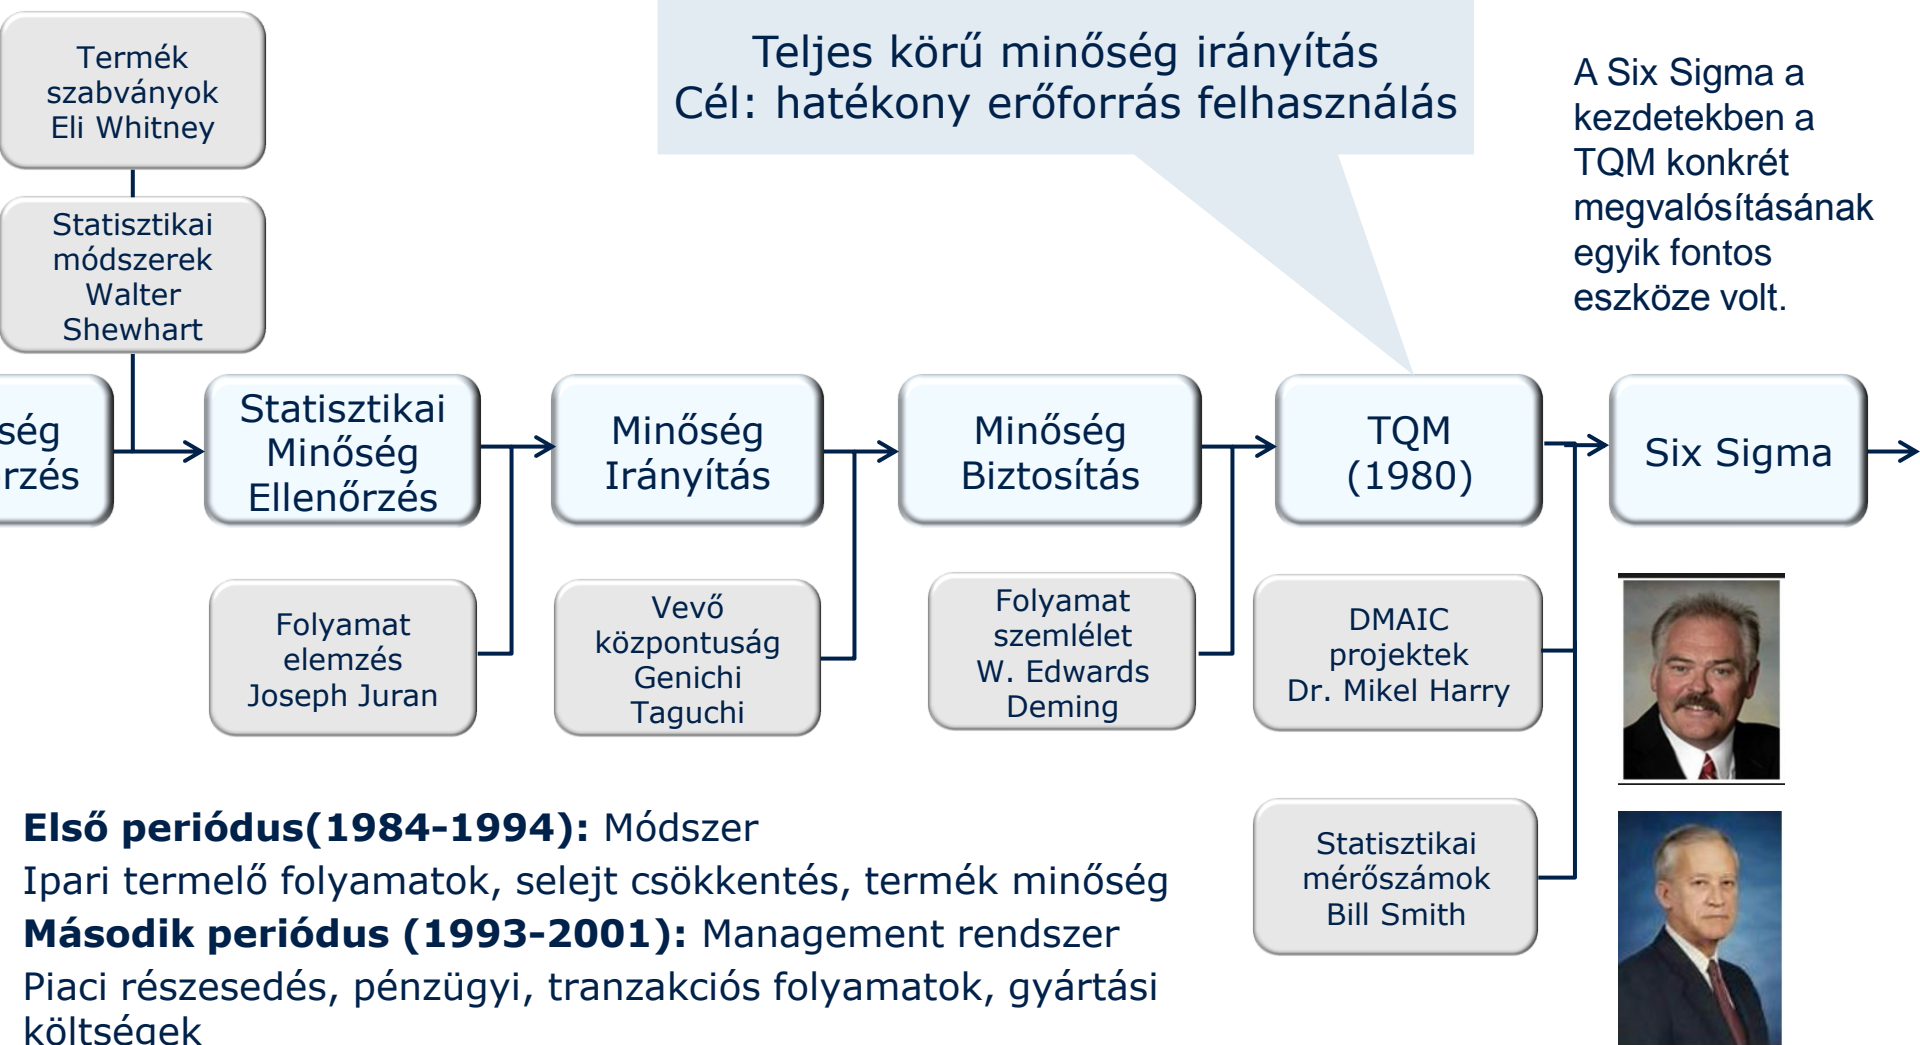 Termék
szabványok
Eli Whitney
Teljes körű minőség irányítás
Cél: hatékony erőforrás felhasználás
A Six Sigma a
kezdetekben a
TQM konkrét
megvalósításának
egyik fontos
eszköze volt.
Statisztikai
módszerek
Walter
Shewhart
ség
rzés
Statisztikai
Minőség
Ellenőrzés
Minőség
Irányítás
Minőség
Biztosítás
TQM
(1980)
Six Sigma
Folyamat
elemzés
Joseph Juran
Vevő
központuság
Genichi
Taguchi
Folyamat
szemlélet
W. Edwards
Deming
DMAIC
projektek
Dr. Mikel Harry
Statisztikai
mérőszámok
Bill Smith
Első periódus(1984-1994): Módszer
Ipari termelő folyamatok, selejt csökkentés, termék minőség
Második periódus (1993-2001): Management rendszer
Piaci részesedés, pénzügyi, tranzakciós folyamatok, gyártási
költségek